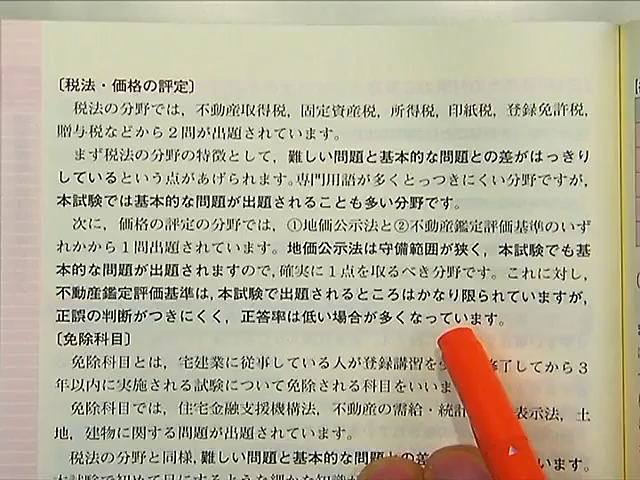 〔税法・価格の評定〕
税法の分野では，不動産取得税，固定資産税，所得税，印紙税，登録免許税，
贈与税などから２問が出題されています。
まず税法の分野の特徴として，難しい問題と基本的な問題との差がはっきり
しているという点があげられます。専門用語が多くとっつきにくい分野ですが，
本試験では基本的な問題が出題されることも多い分野です。
次に，価格の評定の分野では，①地価公示法と②不動産鑑定評価基準のいず
れかから１問出題されています。地価公示法は守備範囲が狭く，本試験でも基
本的な問題が出題されますので，確実に１点を取るべき分野です。これに対し，
不動産鑑定評価基準は，本試験で出題されるところはかなり限られていますが，
正誤の判断がつきにくく，正答率は低い場合が多くなっています。
〔免除科目〕
免除科目とは，宅建業に従事している人が登録講習を 修了してから３
年以内に実施される試験について免除される科目をいいま
免除科目では，住宅金融支援機構法，不動産の需給・統計 表示法，土
地，建物に関する問題が出題されています。
税法の分野と同様，難しい問題と基本的な問題との差 います。